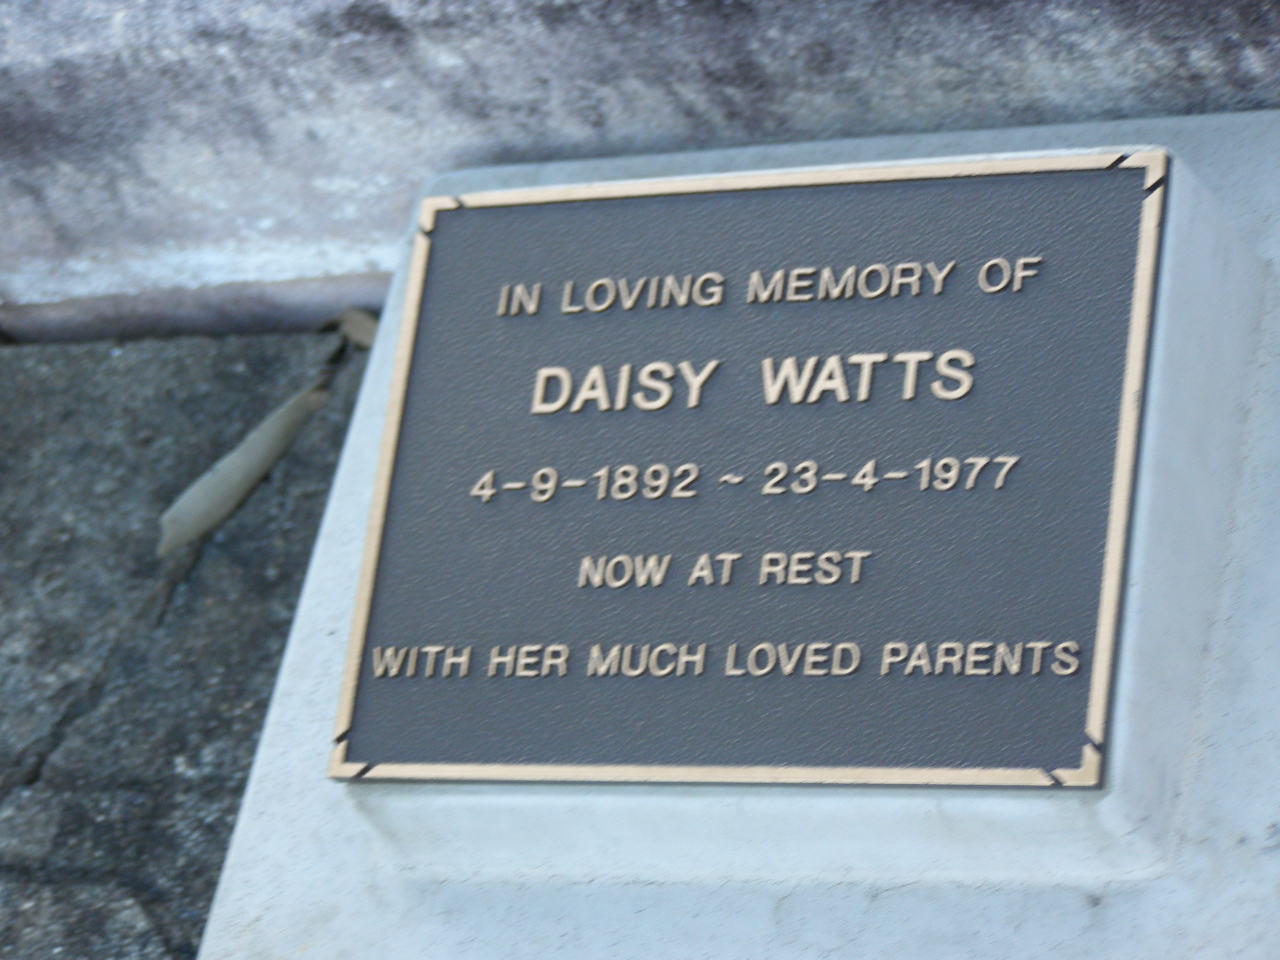 IN LOVING MEMORY OF
DAISY WATTS
4-9-1892 ~ 23-4-1977
NOW AT REST
WITH HER MUCH LOVED PARENTS